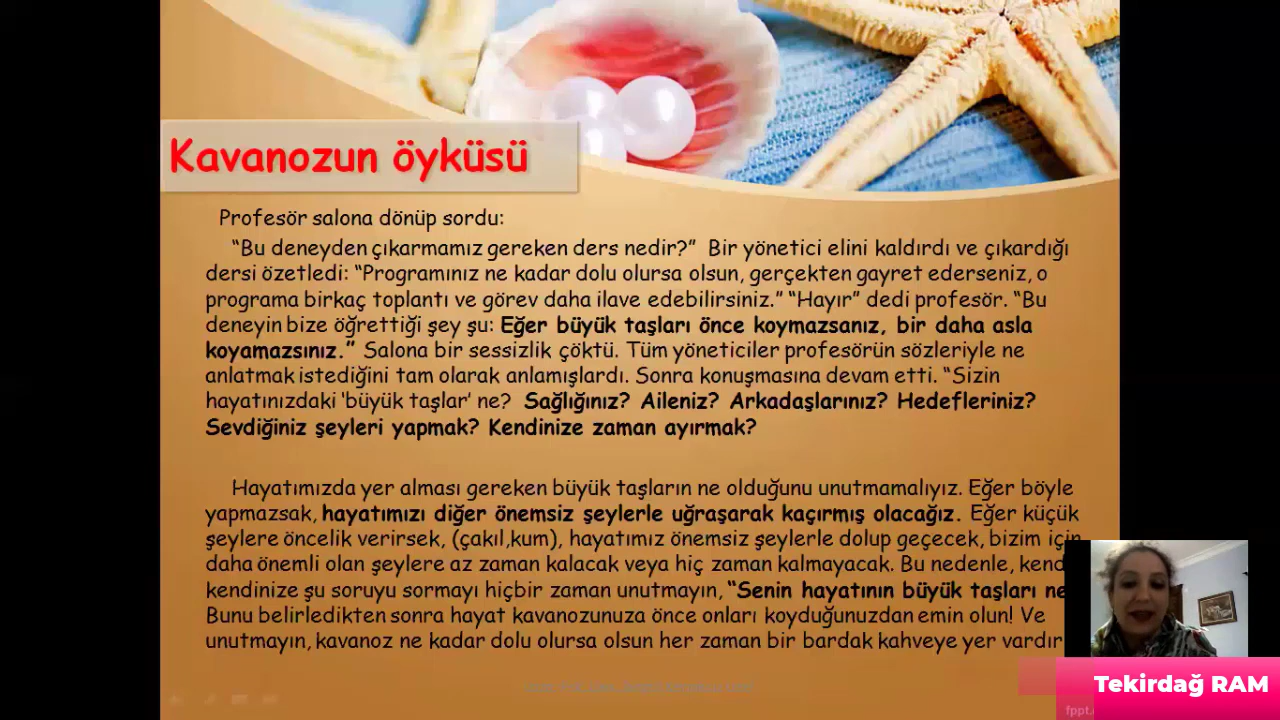 Kavanozun öyküsü
Profesör salona dönüp sordu:
“Bu deneyden çıkarmamız gereken ders nedir?” Bir yönetici elini kaldırdı ve çıkardığı
dersi özetledi: “Programınız ne kadar dolu olursa olsun, gerçekten gayret ederseniz, o
programa birkaç toplantı ve görev daha ilave edebilirsiniz.” “Hayır” dedi profesör. “Bu
deneyin bize öğrettiği şey şu: Eğer büyük taşları önce koymazsanız, bir daha asla
koyamazsınız.” Salona bir sessizlik çöktü. Tüm yöneticiler profesörün sözleriyle ne
anlatmak istediğini tam olarak anlamışlardı. Sonra konuşmasına devam etti. “Sizin
hayatınızdaki ‘büyük taşlar’ ne? Sağlığınız? Aileniz? Arkadaşlarınız? Hedefleriniz?
Sevdiğiniz şeyleri yapmak? Kendinize zaman ayırmak?
Hayatımızda yer alması gereken büyük taşların ne olduğunu unutmamalıyız. Eğer böyle
yapmazsak, hayatımızı diğer önemsiz şeylerle uğraşarak kaçırmış olacağız. Eğer küçük
şeylere öncelik verirsek, (çakıl,kum), hayatımız önemsiz şeylerle dolup geçecek, bizim için
daha önemli olan şeylere az zaman kalacak veya hiç zaman kalmayacak. Bu nedenle, kend
kendinize şu soruyu sormayı hiçbir zaman unutmayın, “Senin hayatının büyük taşları ne
Bunu belirledikten sonra hayat kavanozunuza önce onları koyduğunuzdan emin olun! Ve
unutmayın, kavanoz ne kadar dolu olursa olsun her zaman bir bardak kahveye yer vardır
Tekirdağ RAM
fppt.